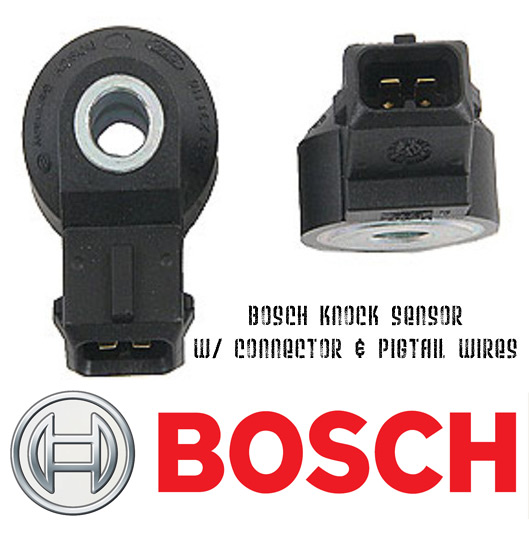 BOSCH KNOCK SENSOR
W/ CONNECTOR & PIGTAIL WIRES
BOSCH